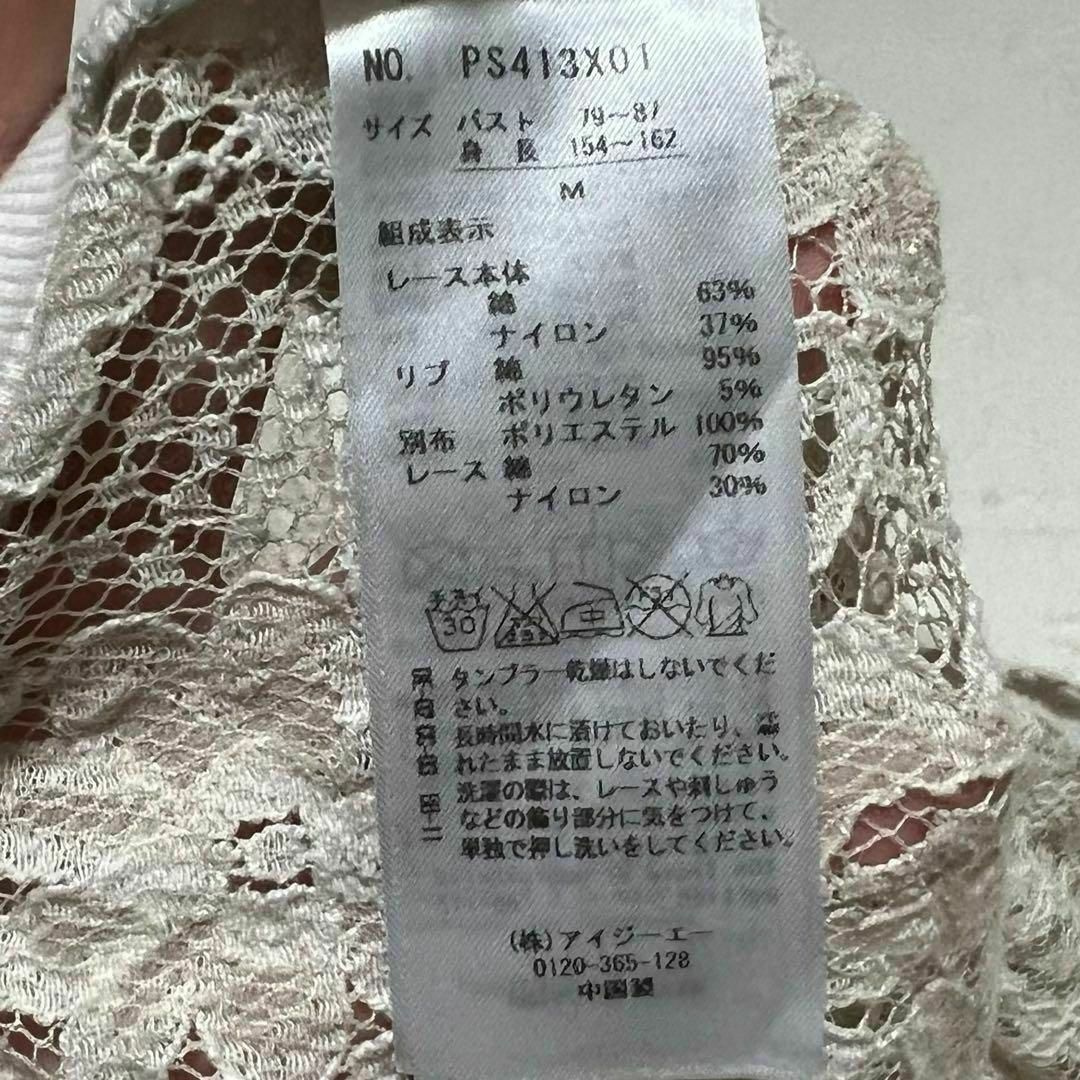 NO. PS413X01
サイズ バスト 79〜87
身長 154〜162
M
組成表示
レース本体
綿 63%
ナイロン 37%
リブ 綿 95%
ポリウレタン 5%
別布 ポリエステル 100%
レース 綿 70%
ナイロン 30%
30
中
タンブラー乾燥はしないでくだ
さい。
長時間水に漬けておいたり、濡
れたまま放置しないでください。
洗濯の際は、レースや刺しゅう
などの飾り部分に気をつけて、
単独で押し洗いをしてください。
(株)アイジーエー
0120-365-128
中国製